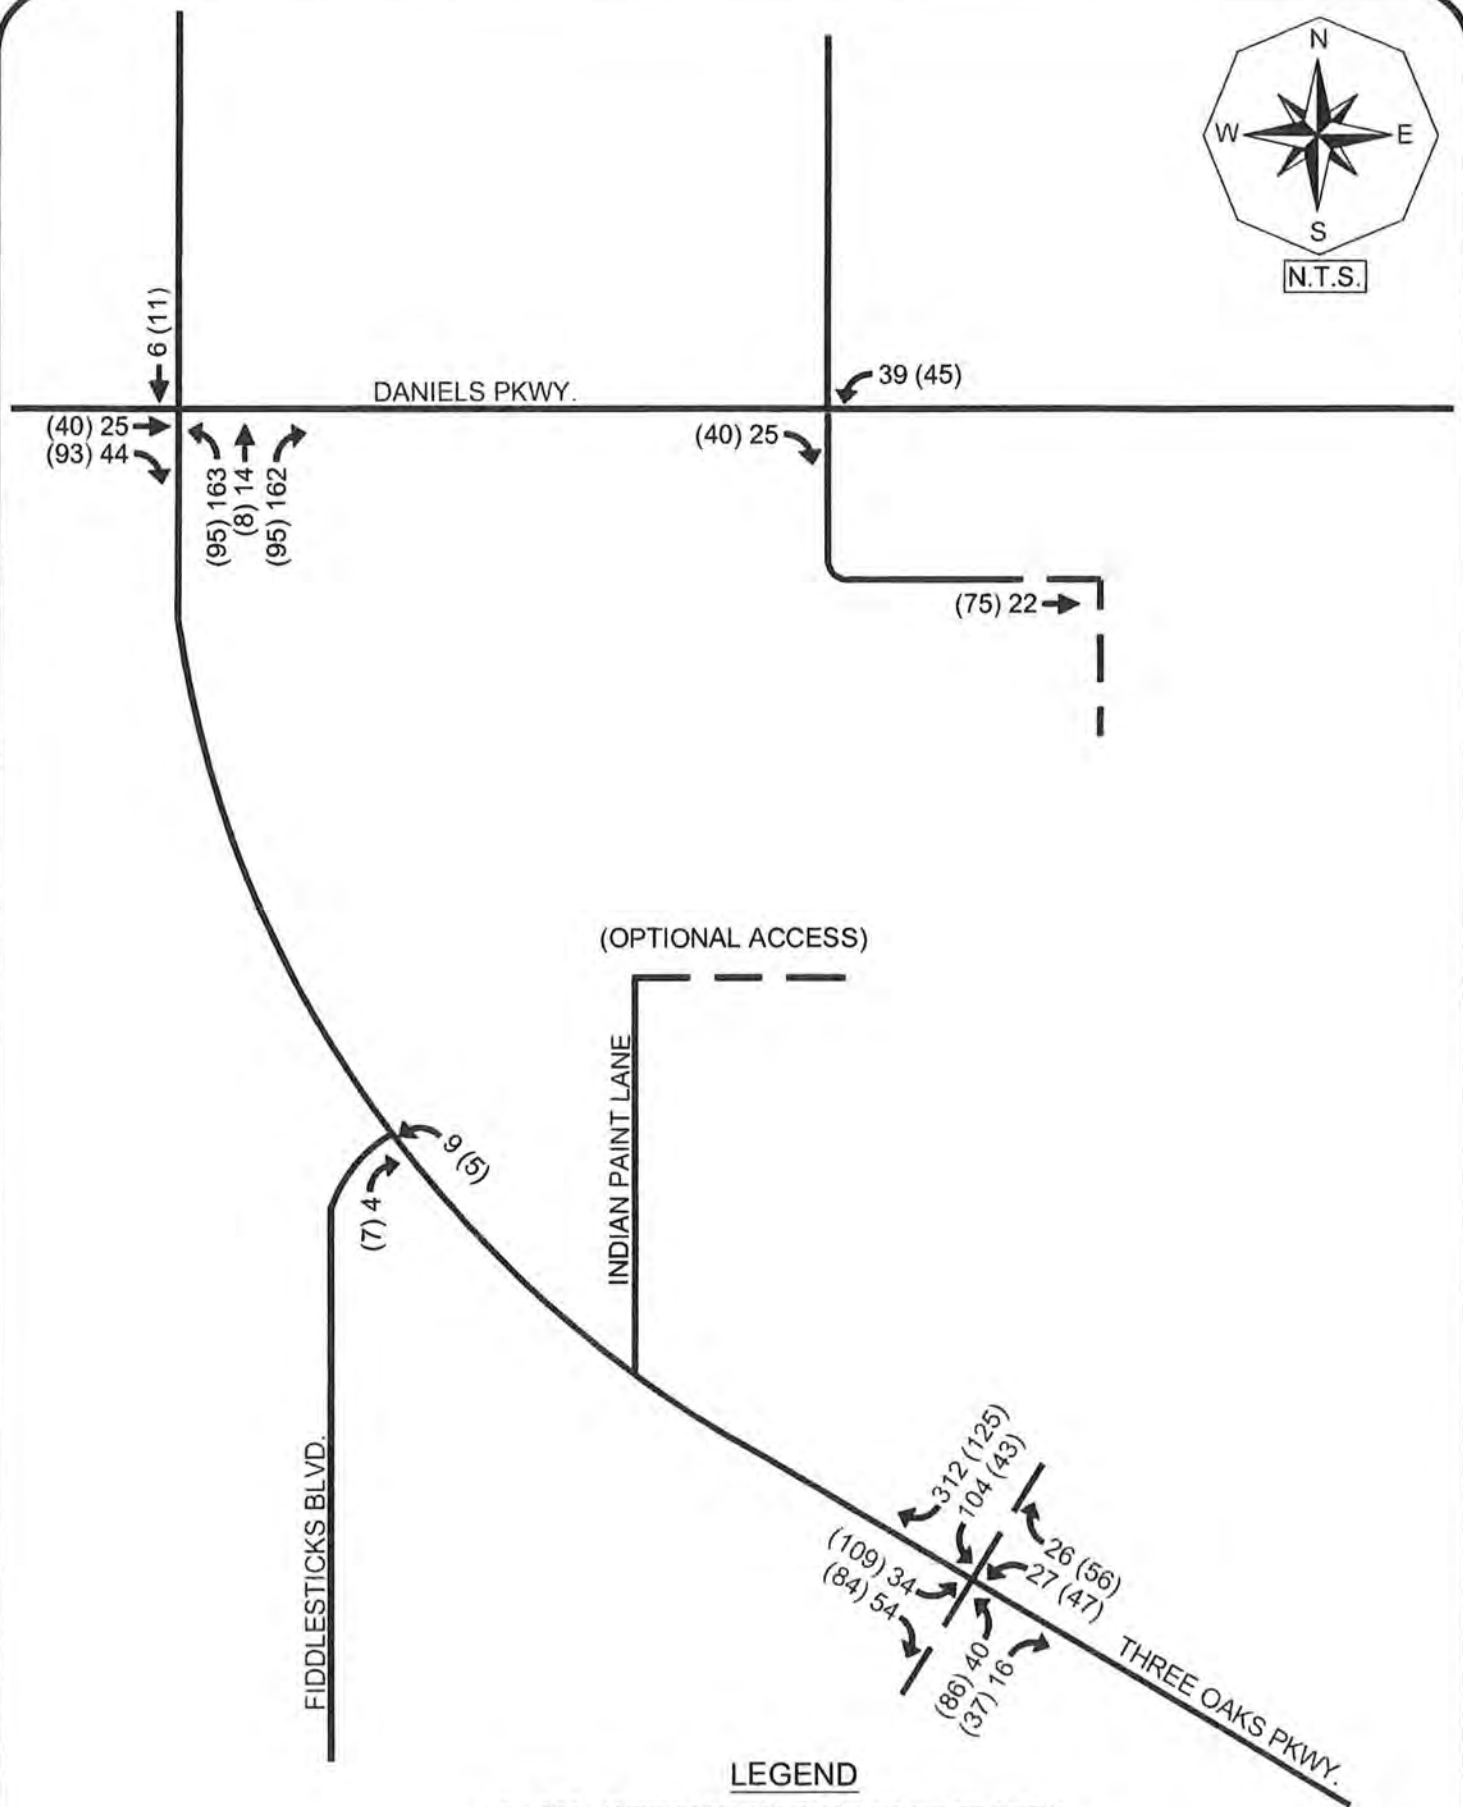 N
W
E
S
N.T.S.
6 (11)
DANIELS PKWY.
39 (45)
(40) 25
(93) 44
(95) 163
(8) 14
(95) 162
(40) 25
(75) 22
(OPTIONAL ACCESS)
INDIAN PAINT LANE
9 (5)
(7) 4
FIDDLESTICKS BLVD.
312 (125)
104 (43)
(109) 34
(84) 54
26 (56)
27 (47)
(86) 40
(37) 16
THREE OAKS PKWY.
LEGEND